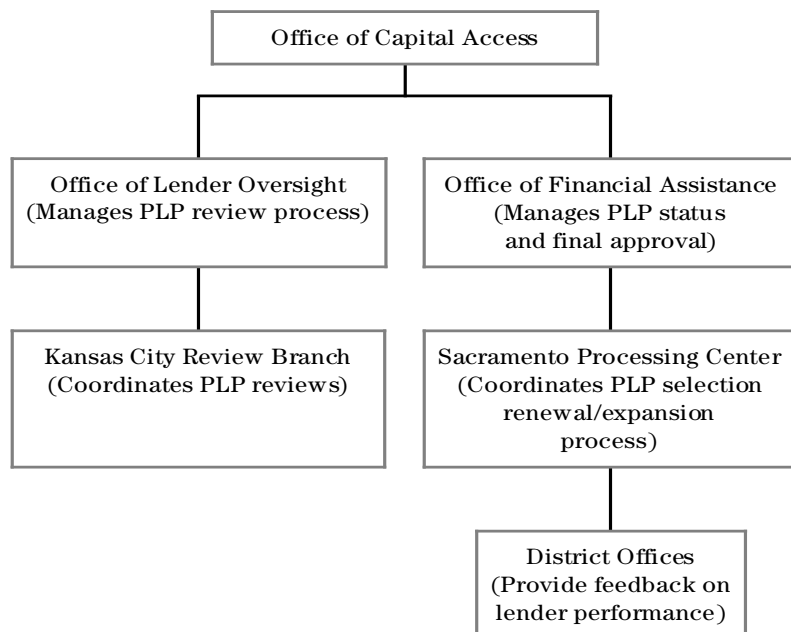 Office of Capital Access
Office of Lender Oversight
(Manages PLP review process)
Office of Financial Assistance
(Manages PLP status
and final approval)
Kansas City Review Branch
(Coordinates PLP reviews)
Sacramento Processing Center
(Coordinates PLP selection
renewal/expansion
process)
District Offices
(Provide feedback on
lender performance)